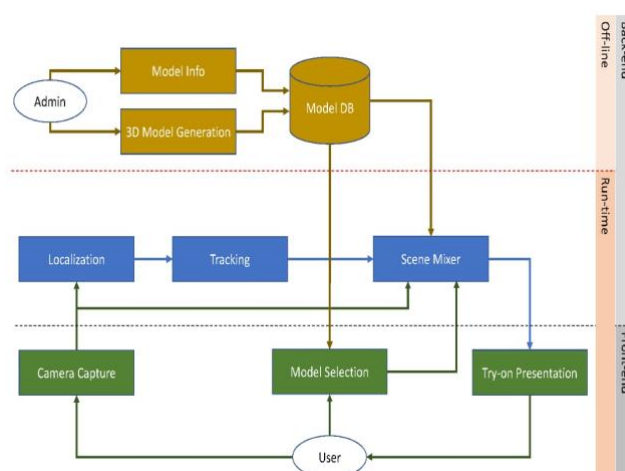 Off-line
Back-end
Model Info
Admin
Model DB
3D Model Generation
Run-time
Localization
Tracking
Scene Mixer
Front-end
Camera Capture
Model Selection
Try-on Presentation
User